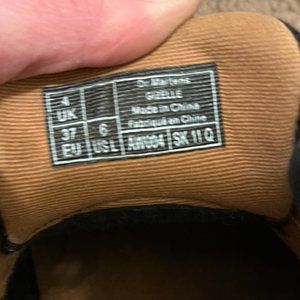 4
UK
37
EU
6
US L
Dr. Martens
GIZELLE
Made in China
Fabriqué en Chine
AW004 SK 11 Q